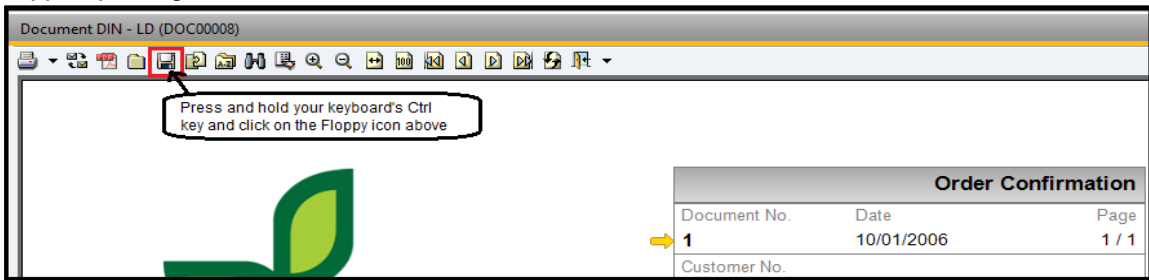 Document DIN - LD (DOC00008)
100
Press and hold your keyboard's Ctrl
key and click on the Floppy icon above
Order Confirmation
Document No. Date Page
1 10/01/2006 1 / 1
Customer No.